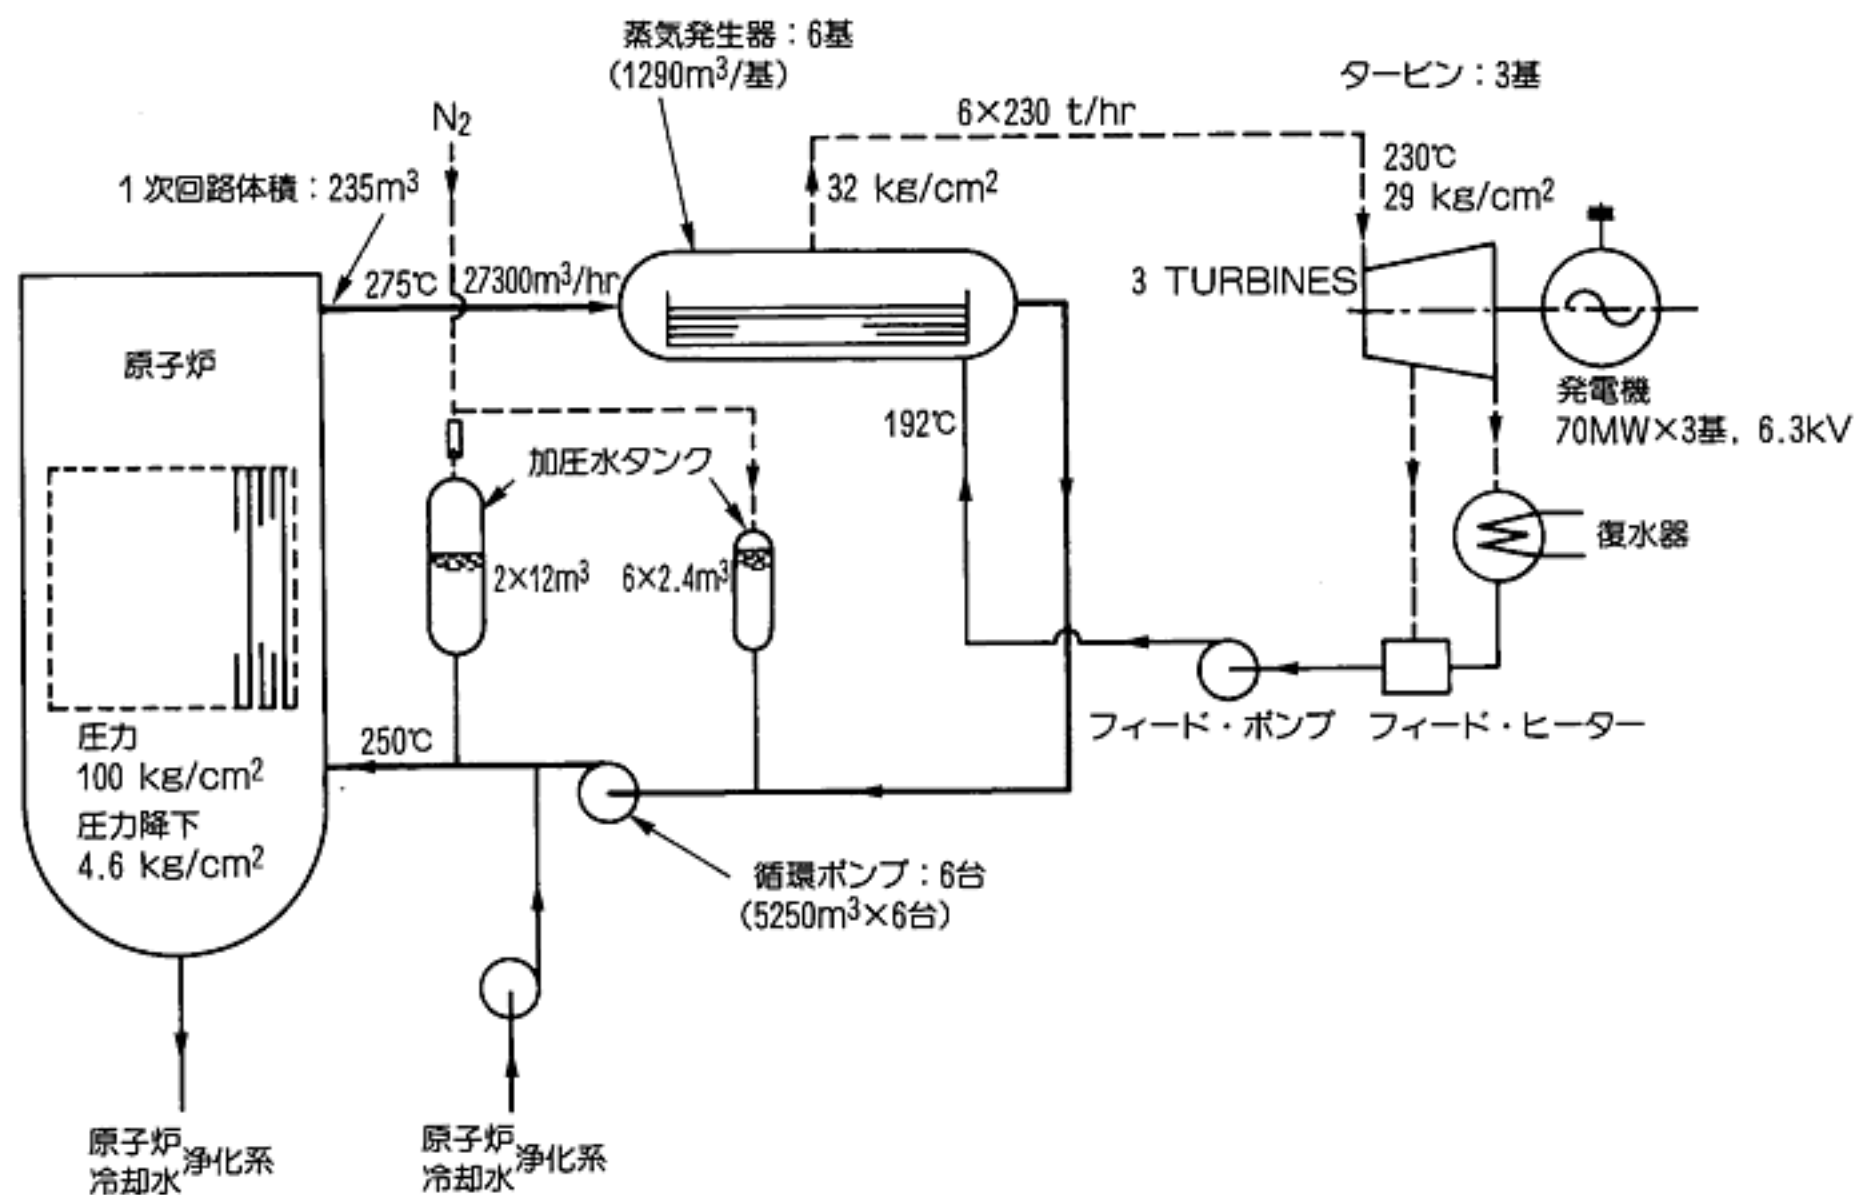 蒸気発生器：6基
(1290m³/基)
タービン：3基
N₂
6×230 t/hr
230℃
29 kg/cm²
1次回路体積：235m³
32 kg/cm²
275℃
27300m³/hr
3 TURBINES
原子炉
発電機
70MW×3基, 6.3kV
192℃
加圧水タンク
復水器
2×12m³
6×2.4m³
フィード・ポンプ
フィード・ヒーター
圧力
100 kg/cm²
圧力降下
4.6 kg/cm²
250℃
循環ポンプ：6台
(5250m³×6台)
原子炉
冷却水浄化系
原子炉
冷却水浄化系